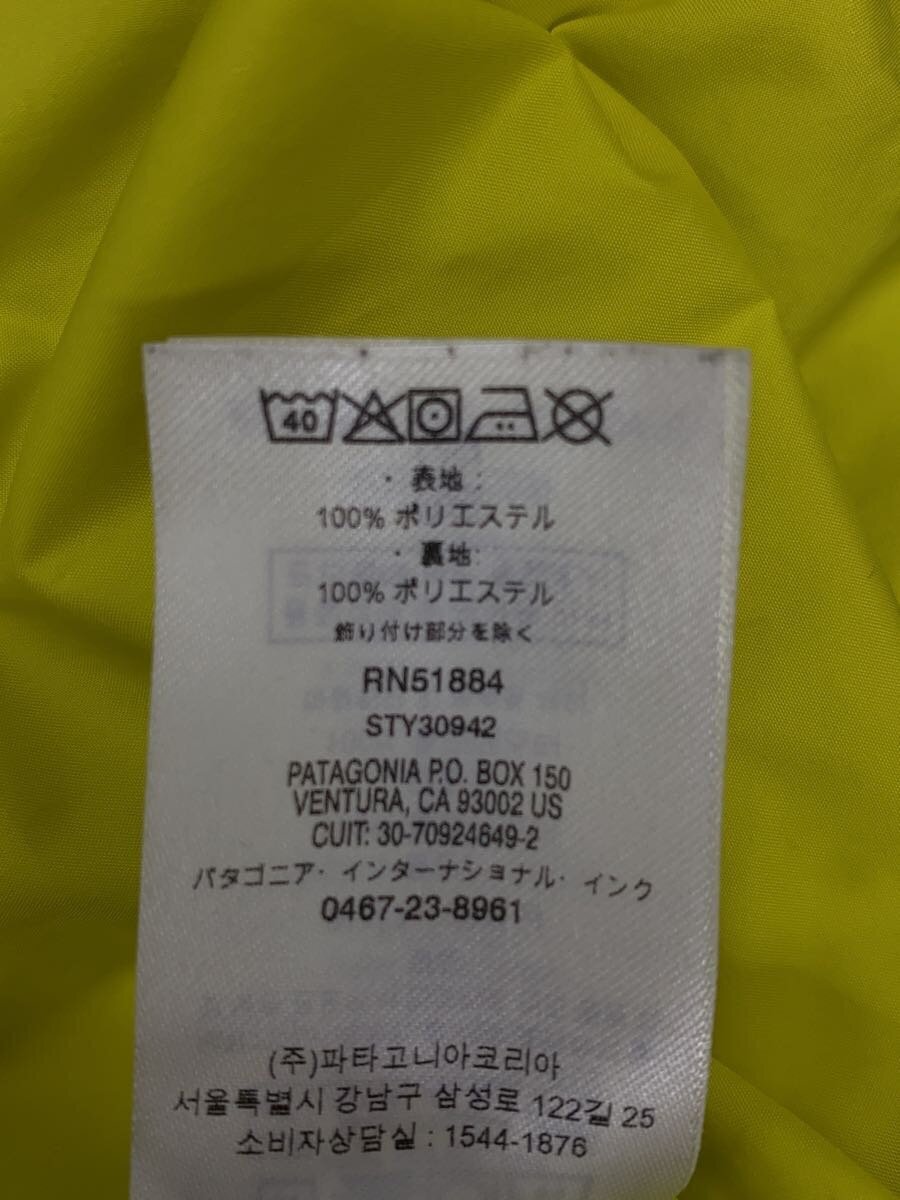 40
・表地:
100% ポリエステル
・裏地:
100% ポリエステル
飾り付け部分を除く
RN51884
STY30942
PATAGONIA P.O. BOX 150
VENTURA, CA 93002 US
CUIT: 30-70924649-2
パタゴニア・インターナショナル・インク
0467-23-8961
(주)파타고니아코리아
서울특별시 강남구 삼성로 122길 25
소비자상담실 : 1544-1876